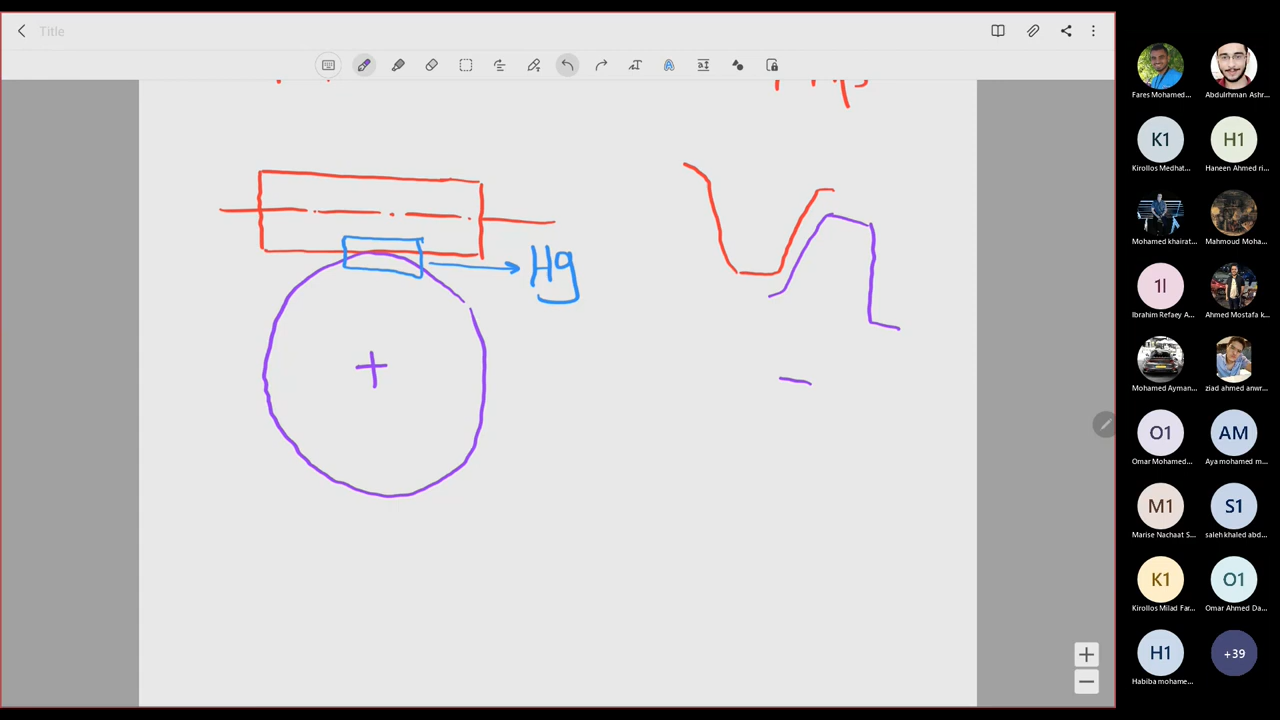 Title
Fares Mohamed...
Abdulrhman Ashr...
K1
H1
Kirollos Medhat...
Haneen Ahmed ri...
Mohamed khairat...
Mahmoud Moha...
1I
Ibrahim Refaey A...
Ahmed Mostafa k...
Hg
Mohamed Ayman...
ziad ahmed anwr...
O1
AM
Omar Mohamed...
Aya mohamed m...
M1
S1
Marise Nachaat S...
saleh khaled abd...
K1
O1
Kirollos Milad Far...
Omar Ahmed Da...
H1
+39
Habiba mohame...